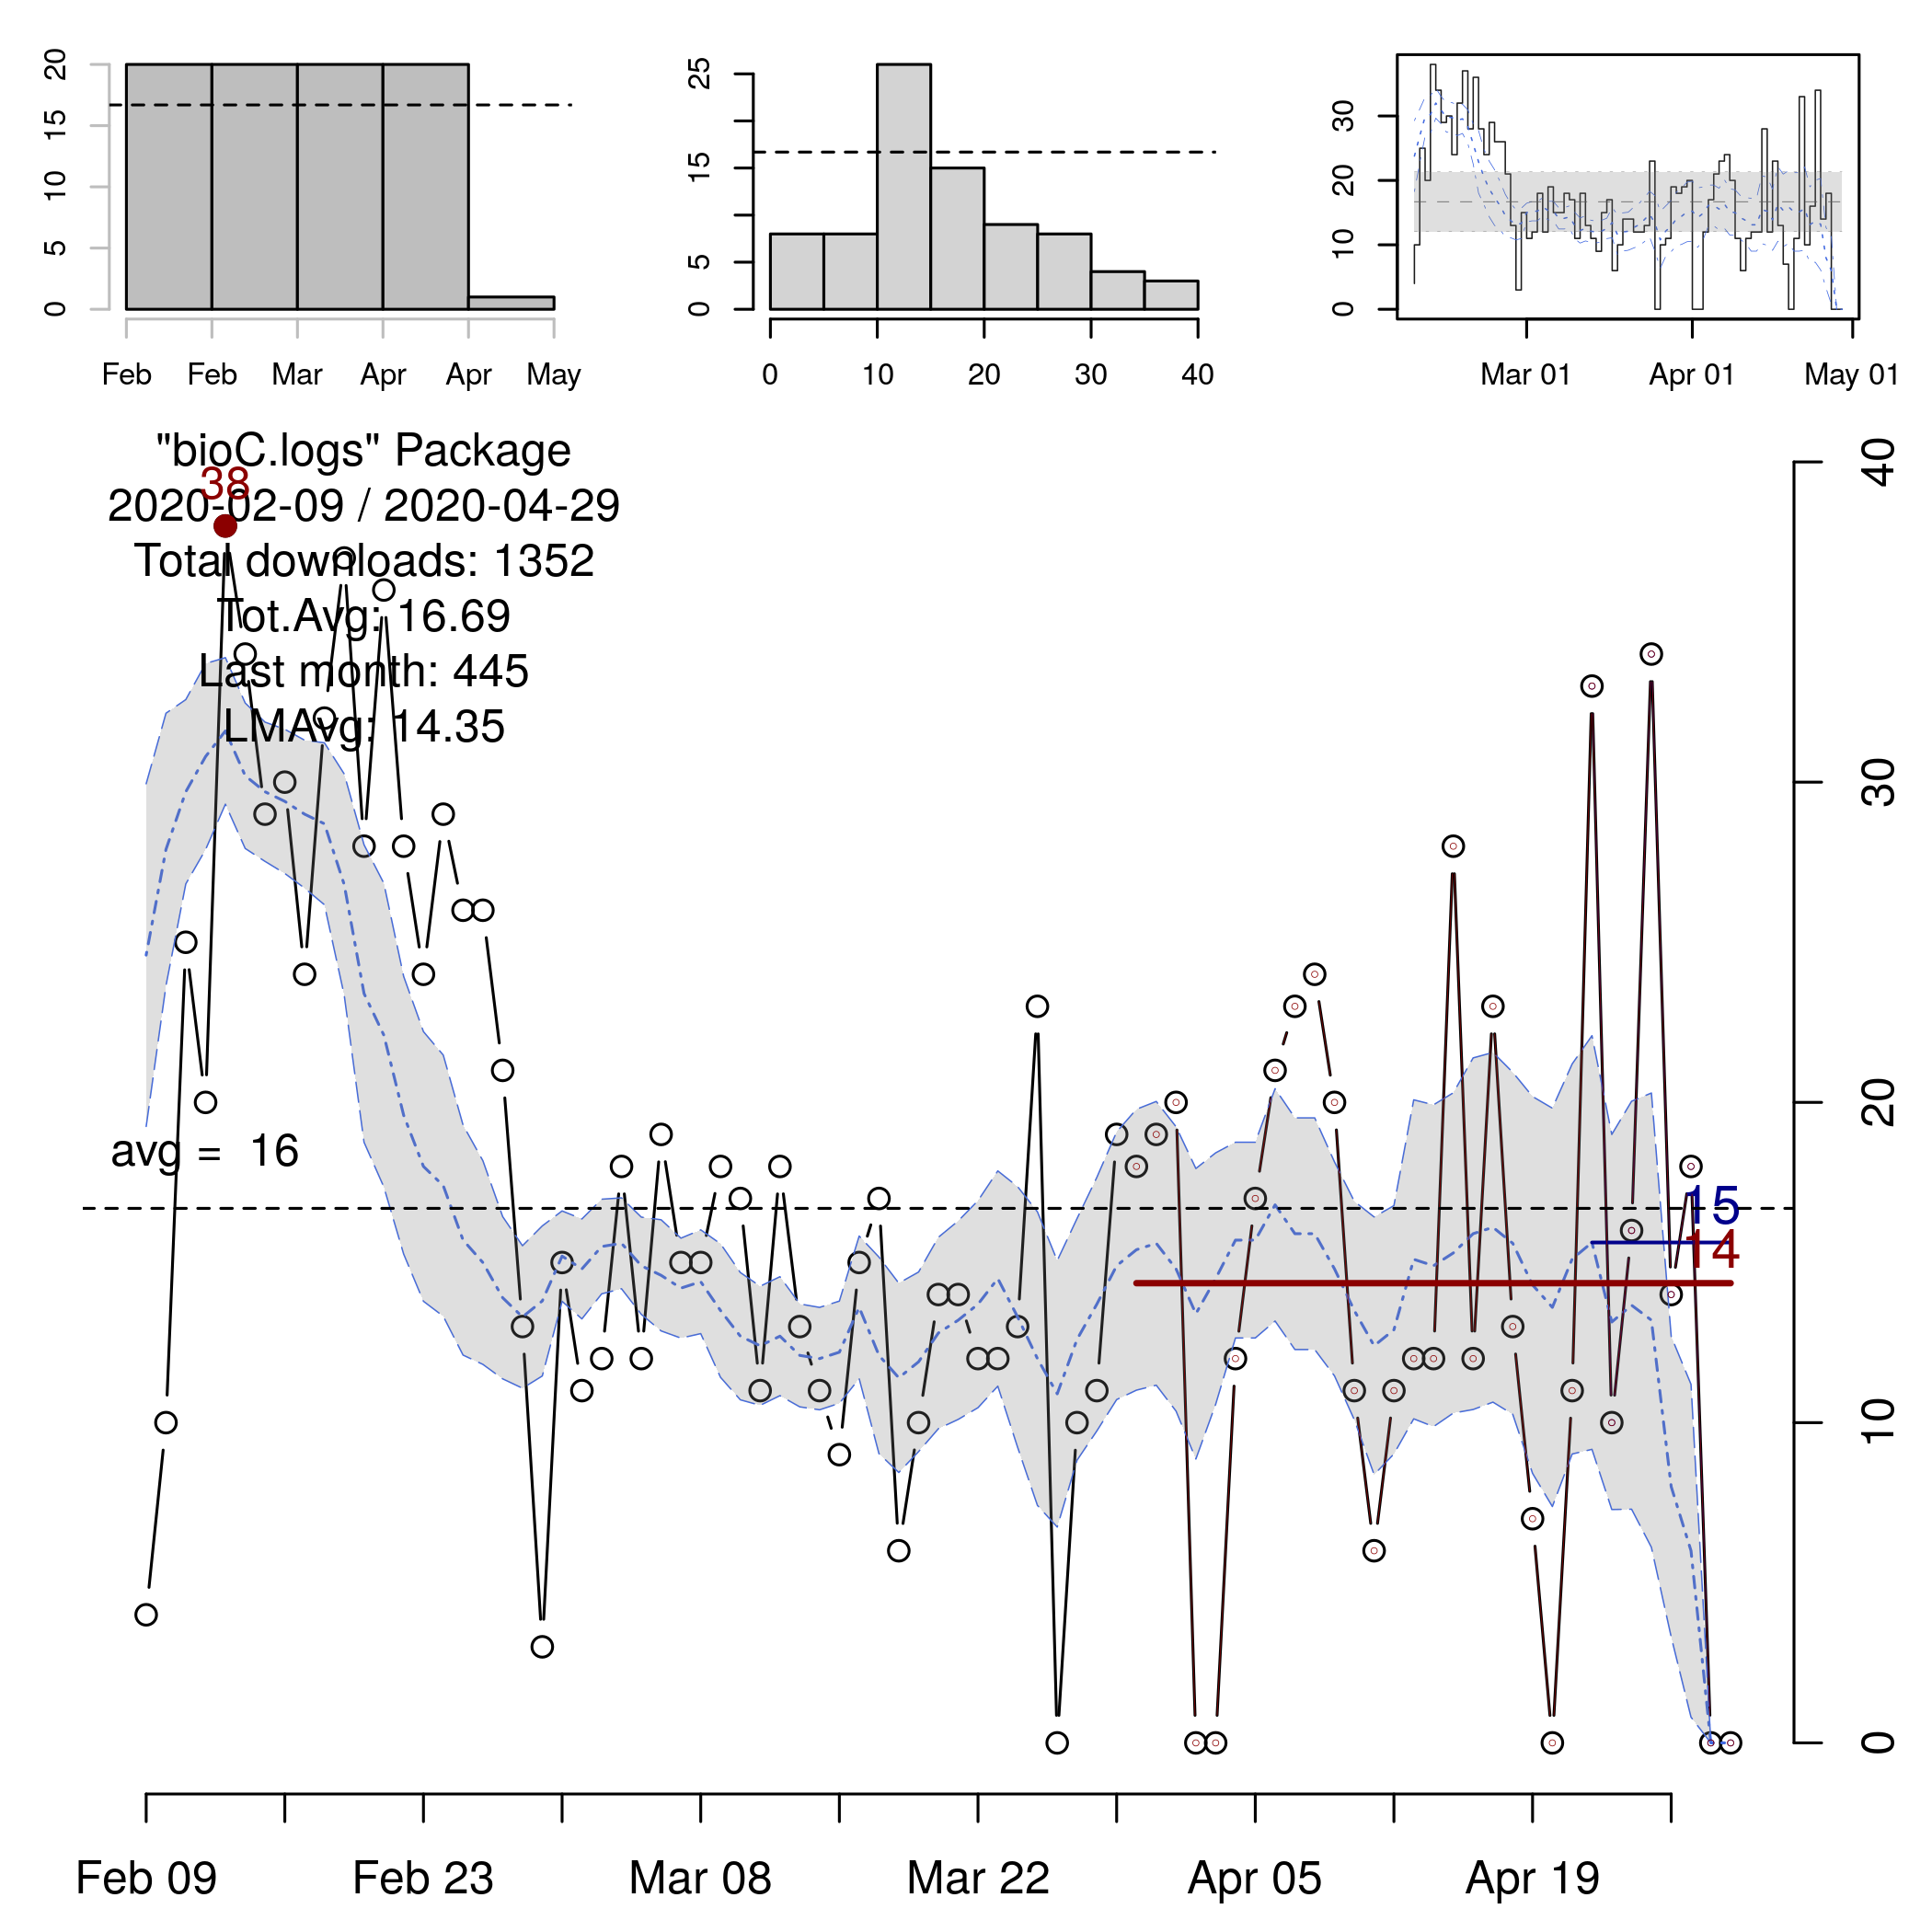 20
15
10
5
0
Feb Feb Mar Apr Apr May
25
15
5
0
0 10 20 30 40
30
20
10
0
Mar 01 Apr 01 May 01
"bioC.logs" Package
38
2020-02-09 / 2020-04-29
Total downloads: 1352
Tot.Avg: 16.69
Last month: 445
LMAvg: 14.35
avg = 16
15
14
40
30
20
10
0
Feb 09 Feb 23 Mar 08 Mar 22 Apr 05 Apr 19